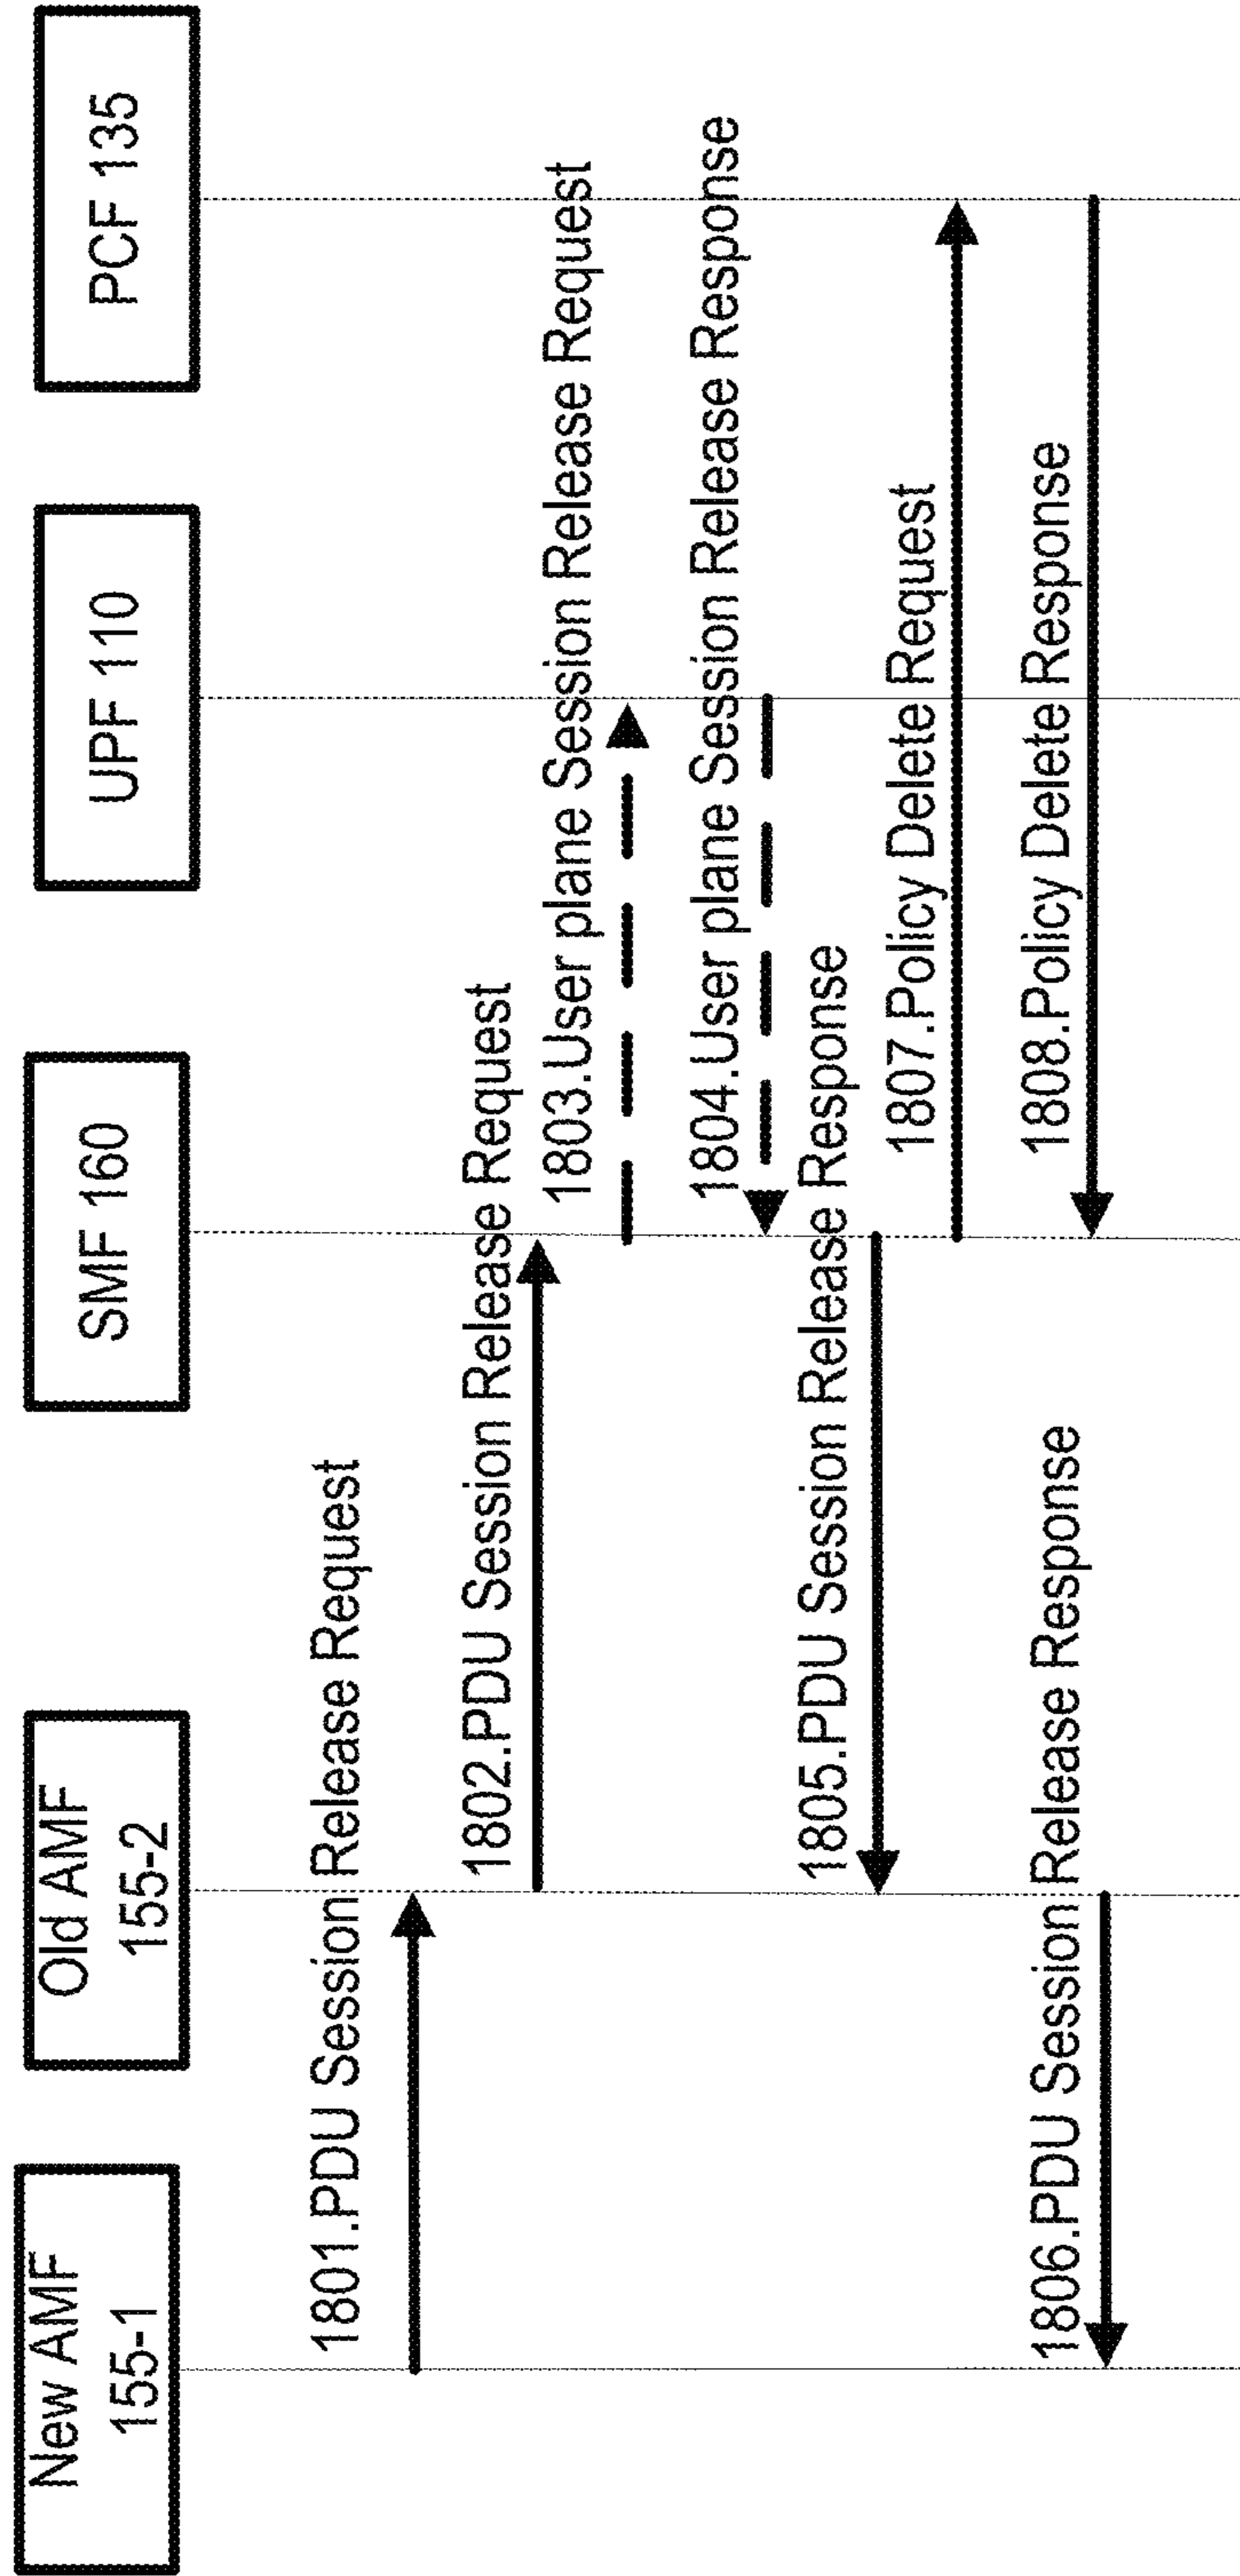 New AMF
155-1
Old AMF
155-2
SMF 160
UPF 110
PCF 135
1801.PDU Session Release Request
1802.PDU Session Release Request
1803.User plane Session Release Request
1804.User plane Session Release Response
1805.PDU Session Release Response
1807.Policy Delete Request
1808.Policy Delete Response
1806.PDU Session Release Response